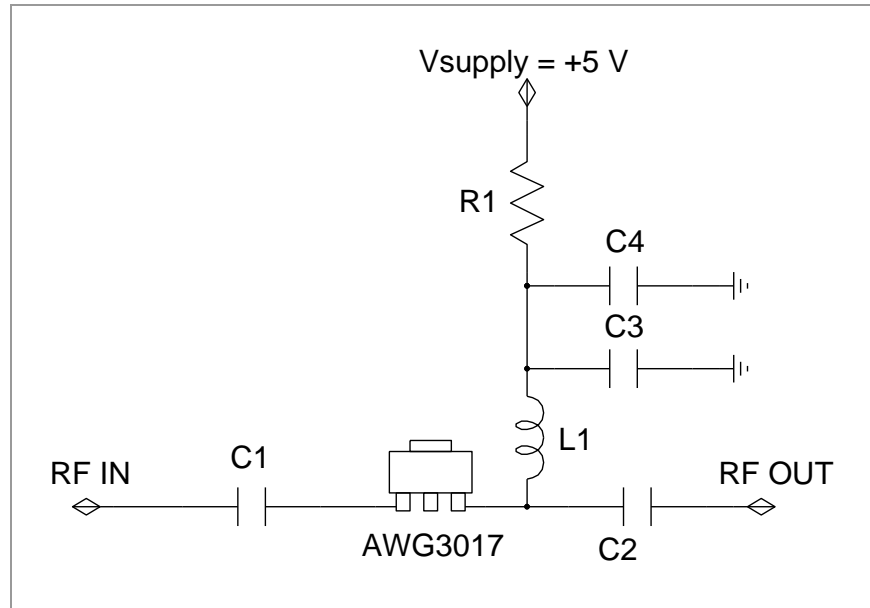 Vsupply = +5 V
R1
C4
C3
L1
RF IN
C1
RF OUT
AWG3017
C2